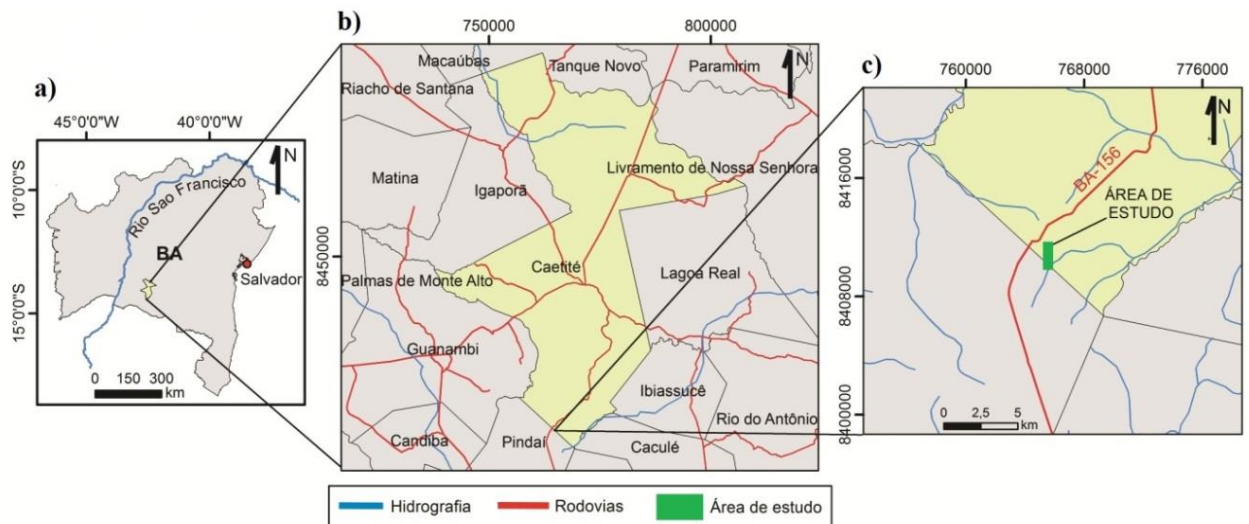 a)
45°0'0"W 40°0'0"W
N
10°0'0"S
15°0'0"S
Rio Sao Francisco
BA
Salvador
0 150 300
km
b)
750000 800000
8450000
N
Macaúbas
Tanque Novo
Paramirim
Riacho de Santana
Livramento de Nossa Senhora
Matina
Igaporã
Caetité
Lagoa Real
Palmas de Monte Alto
Guanambi
Ibiassucê
Rio do Antônio
Candiba
Pindaí
Caculé
c)
760000 768000 776000
N
8416000
8408000
8400000
BA-156
ÁREA DE
ESTUDO
0 2,5 5
km
Hidrografia Rodovias Área de estudo